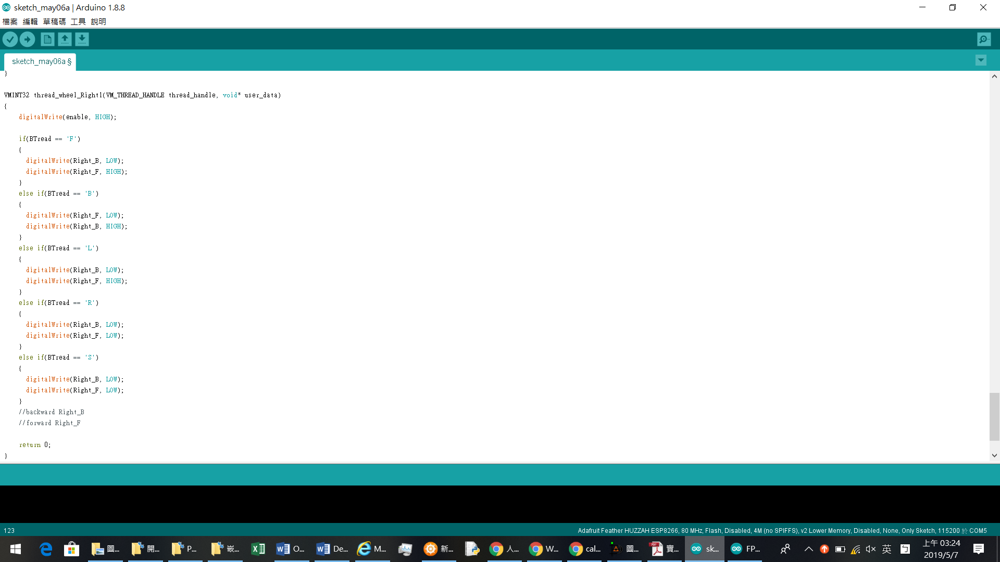 sketch_may06a | Arduino 1.8.8
檔案 編輯 草稿碼 工具 說明
sketch_may06a §
}
VMINT32 thread_wheel_Right1(VM_THREAD_HANDLE thread_handle, void* user_data)
{
digitalWrite(enable, HIGH);
if(BTread == 'F')
{
digitalWrite(Right_B, LOW);
digitalWrite(Right_F, HIGH);
}
else if(BTread == 'B')
{
digitalWrite(Right_F, LOW);
digitalWrite(Right_B, HIGH);
}
else if(BTread == 'L')
{
digitalWrite(Right_B, LOW);
digitalWrite(Right_F, HIGH);
}
else if(BTread == 'R')
{
digitalWrite(Right_B, LOW);
digitalWrite(Right_F, LOW);
}
else if(BTread == 'S')
{
digitalWrite(Right_B, LOW);
digitalWrite(Right_F, LOW);
}
//backward Right_B
//forward Right_F
return 0;
}
123
Adafruit Feather HUZZAH ESP8266, 80 MHz, Flash, Disabled, 4M (no SPIFFS), v2 Lower Memory, Disabled, None, Only Sketch, 115200 於 COM5
圖... 開... P... 嵌... O... De... M... 新... 人... W... cal... 圖... 實... sk... FP... 英
上午 03:24
2019/5/7